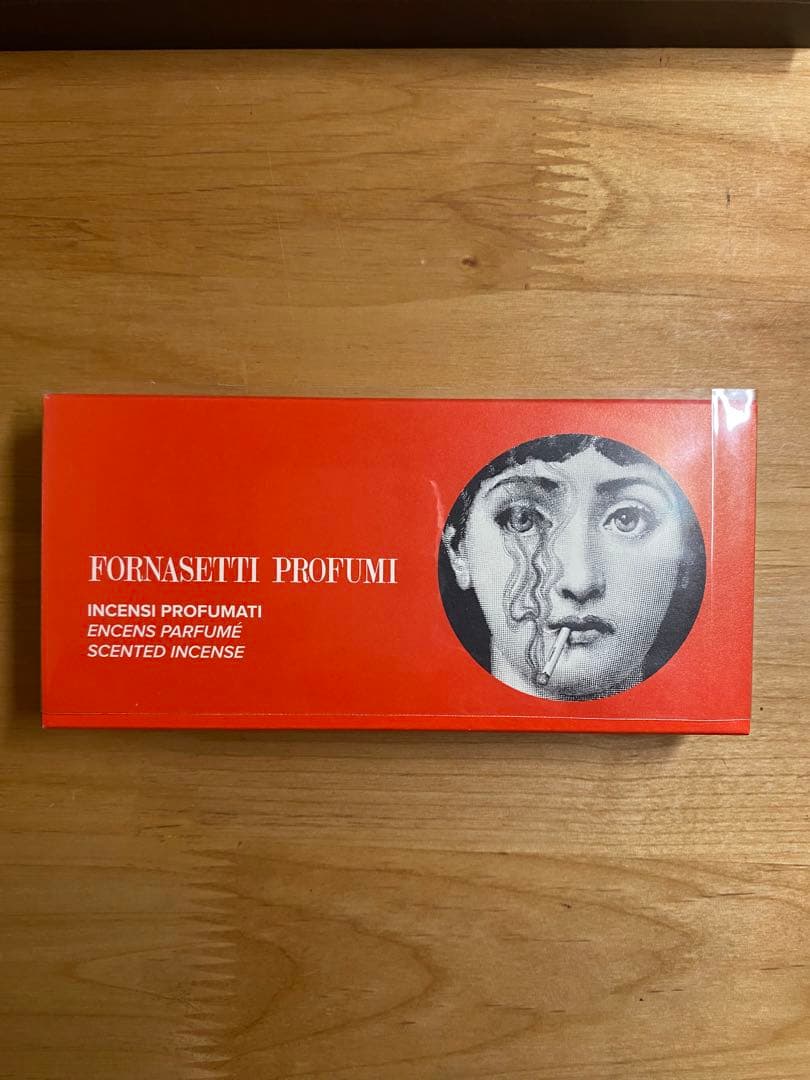 FORNASETTI PROFUMI
INCENSI PROFUMATI
ENCENS PARFUMÉ
SCENTED INCENSE